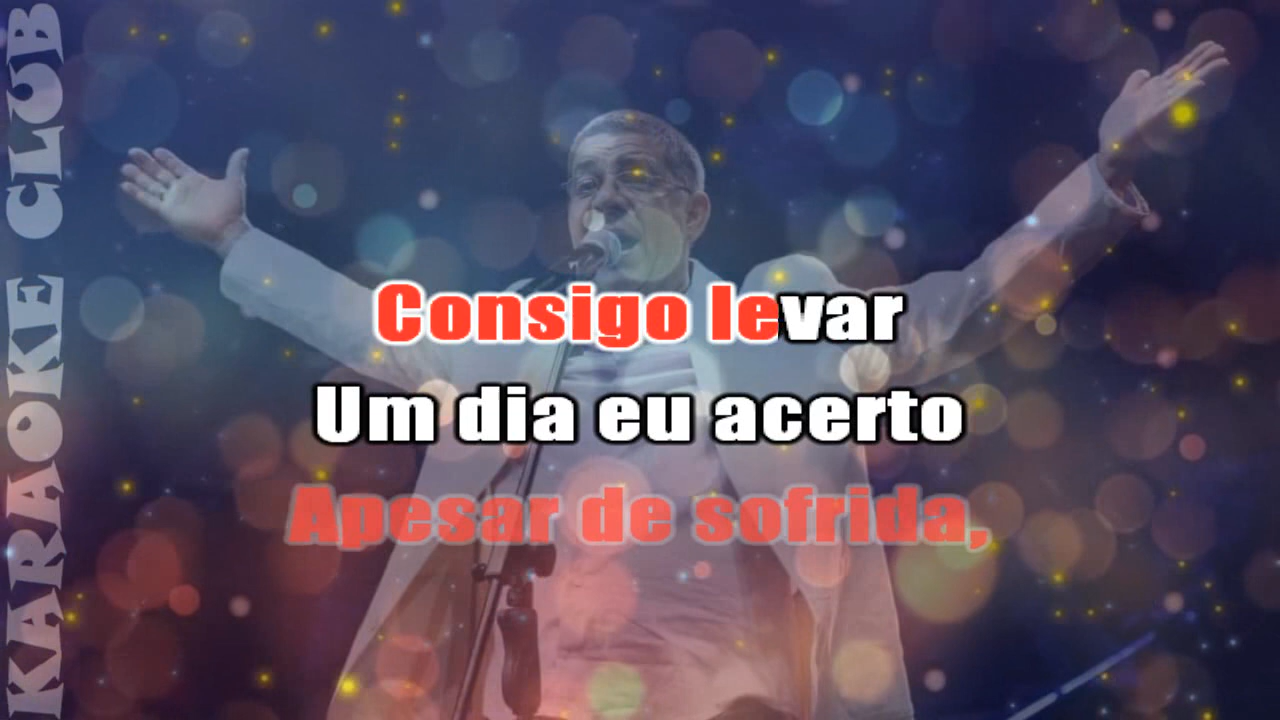 KARAOKE CLUB
Consigo levar
Um dia eu acerto
Apesar de sofrida,